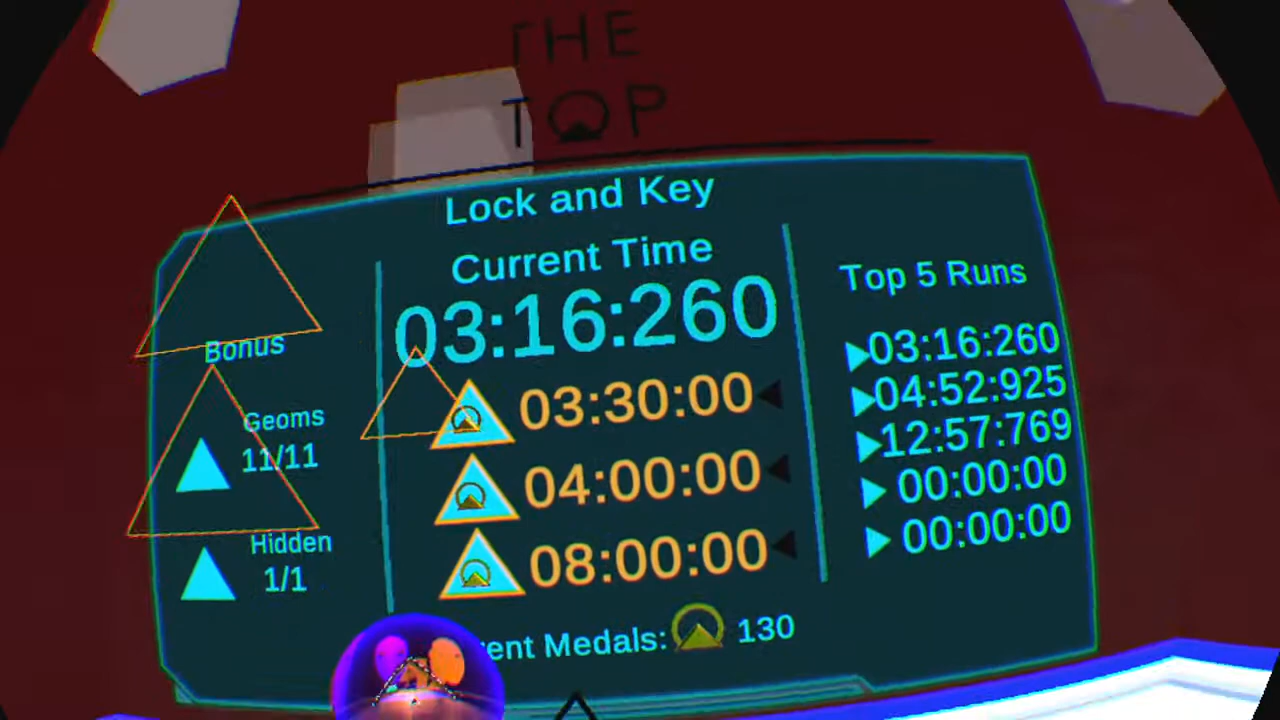 THE
TOP
Lock and Key
Current Time
03:16:260
03:30:00
04:00:00
08:00:00
Medals: 130
Bonus
Geoms
11/11
Hidden
1/1
Top 5 Runs
03:16:260
04:52:925
12:57:769
00:00:00
00:00:00